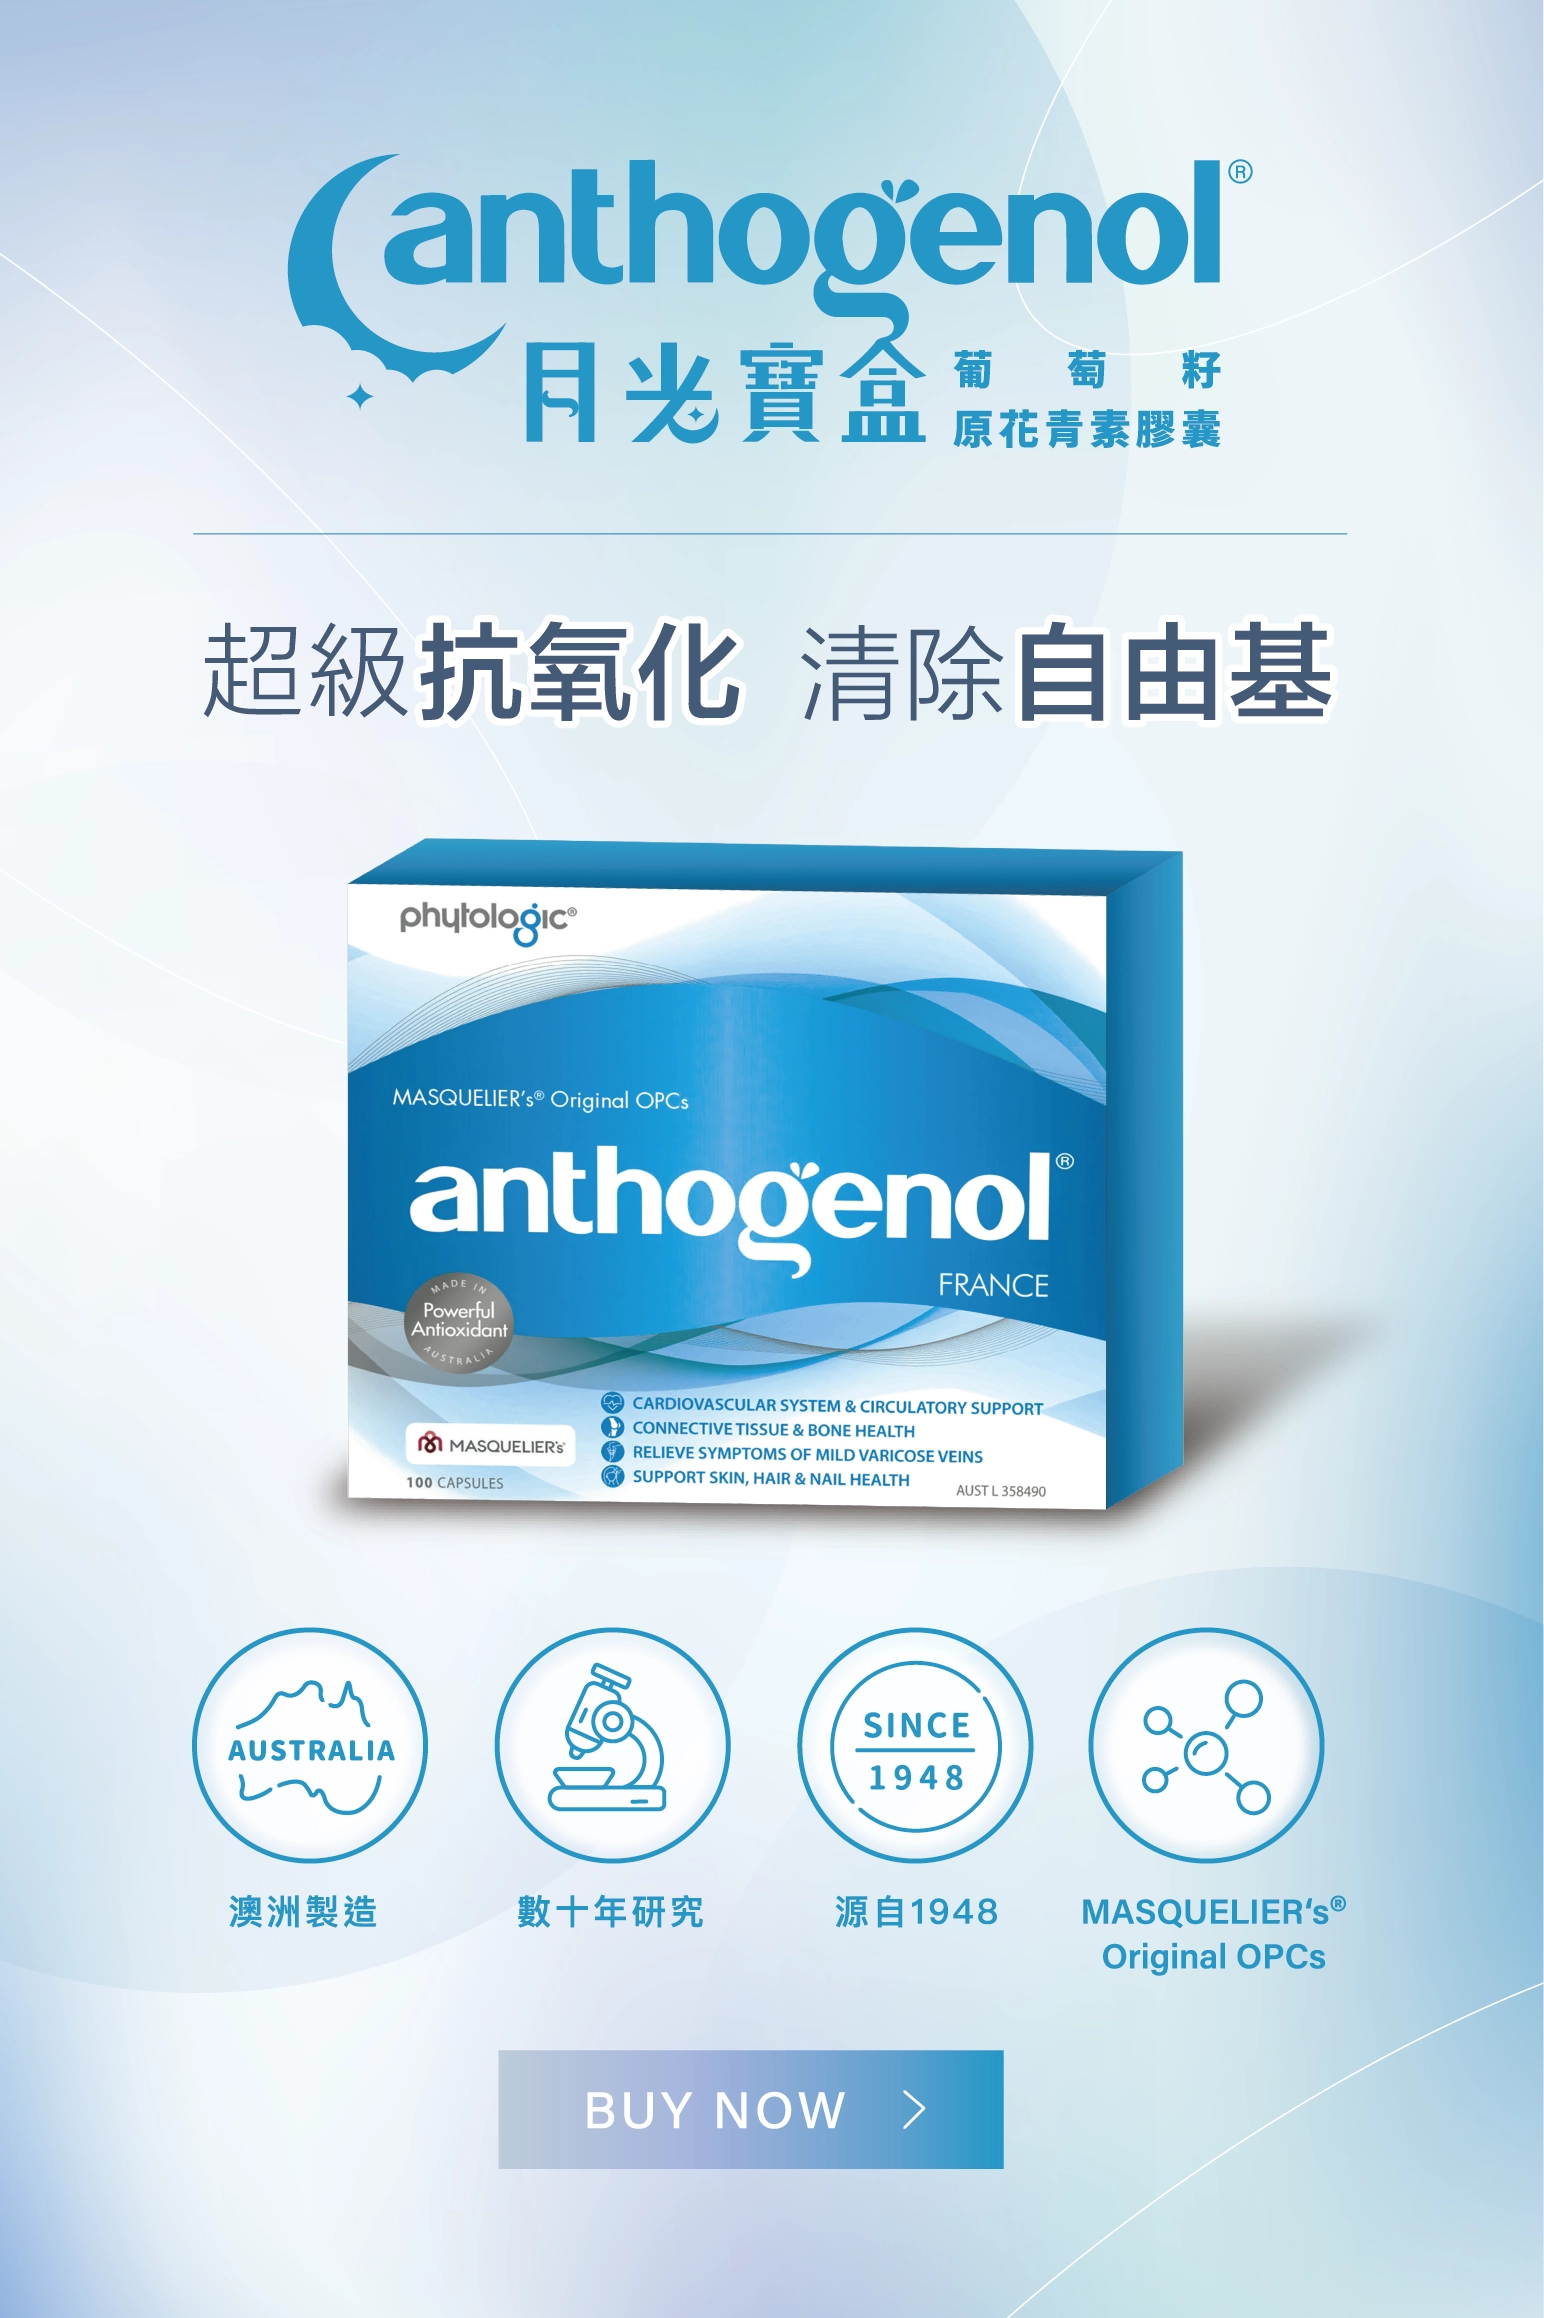 anthogenol®
月光寶盒
葡萄籽
原花青素膠囊
超級抗氧化 清除自由基
phytologic®
MASQUELIER's® Original OPCs
anthogenol®
FRANCE
MADE IN
Powerful
Antioxidant
AUSTRALIA
CARDIOVASCULAR SYSTEM & CIRCULATORY SUPPORT
CONNECTIVE TISSUE & BONE HEALTH
RELIEVE SYMPTOMS OF MILD VARICOSE VEINS
SUPPORT SKIN, HAIR & NAIL HEALTH
MASQUELIER's®
100 CAPSULES
AUST L 358490
AUSTRALIA
SINCE
1948
澳洲製造
數十年研究
源自1948
MASQUELIER‘s®
Original OPCs
BUY NOW >